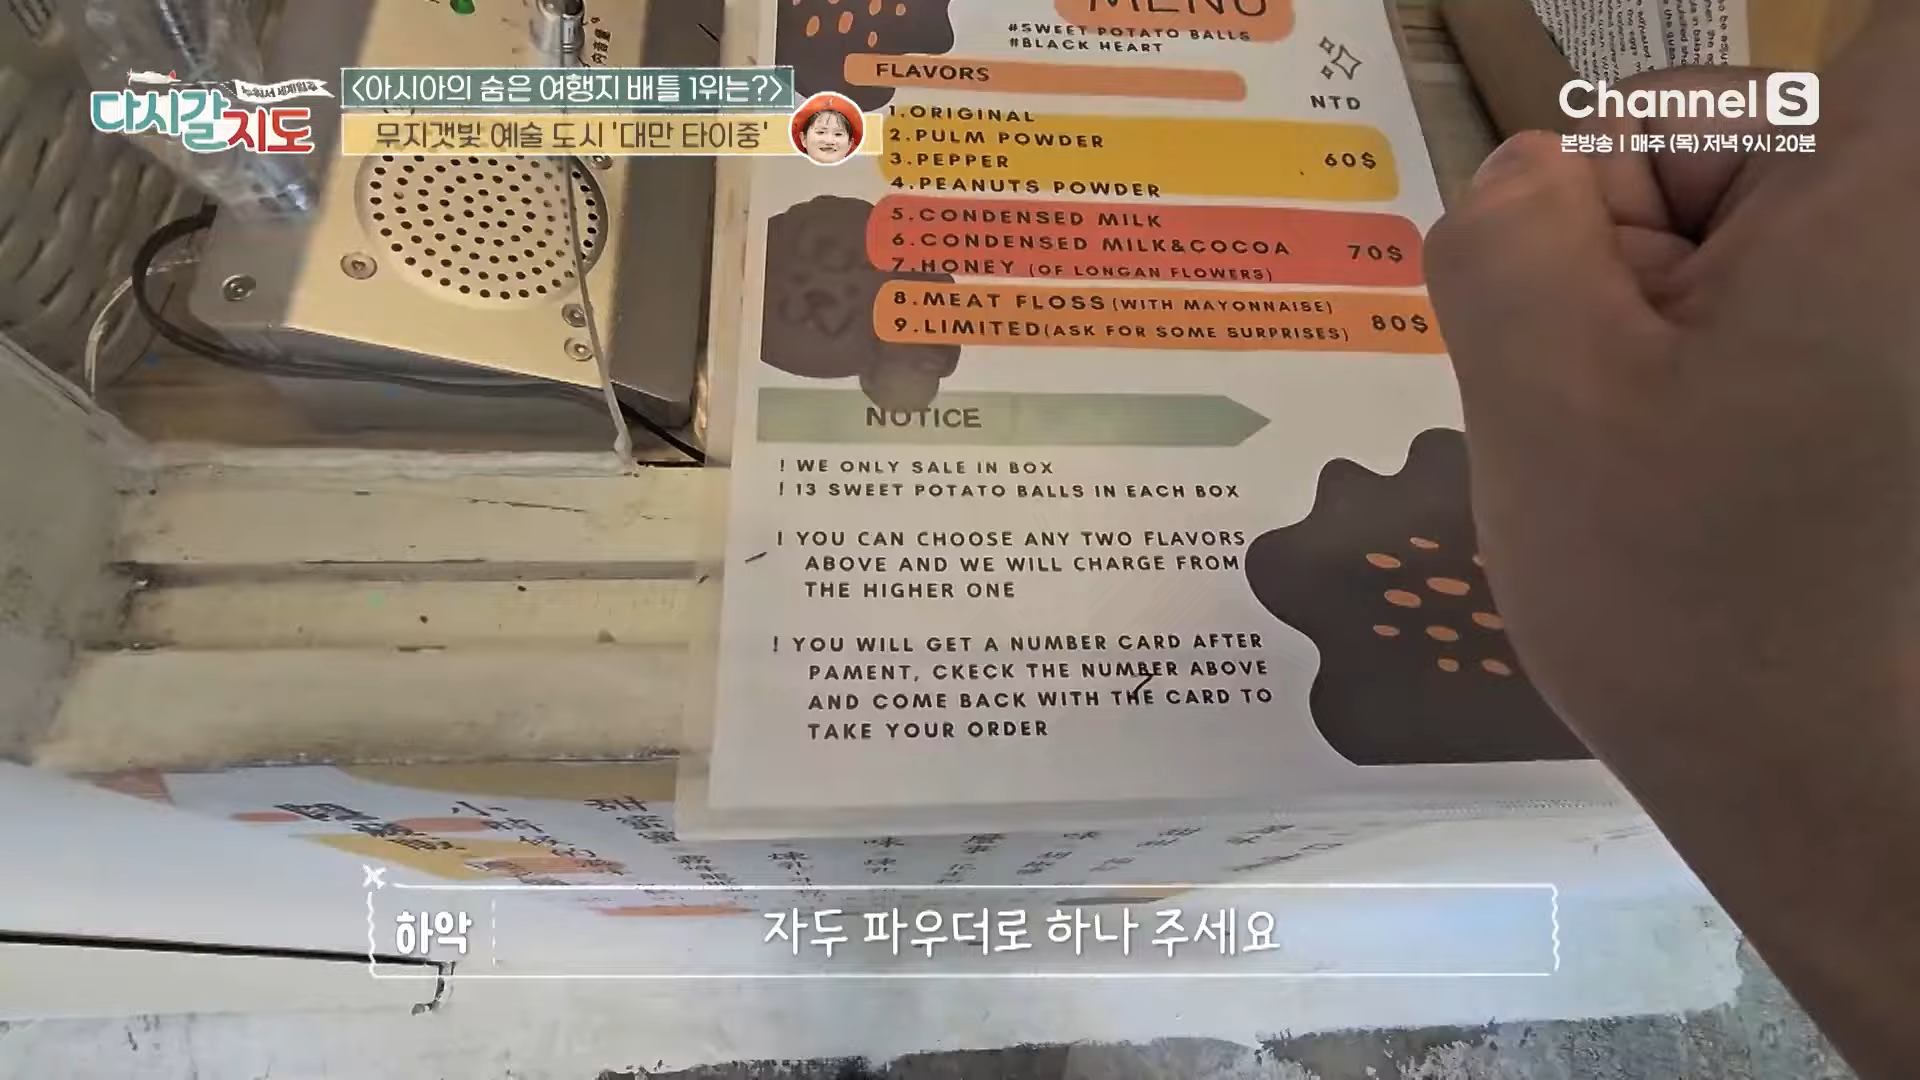 다시갈지도
<아시아의 숨은 여행지 배틀 1위는?>
무지갯빛 예술 도시 '대만 타이중'
Channel S
본방송 | 매주 (목) 저녁 9시 20분
MENU
#SWEET POTATO BALLS
#BLACK HEART
FLAVORS
NTD
1.ORIGINAL
2.PULM POWDER
3.PEPPER
4.PEANUTS POWDER
60$
5.CONDENSED MILK
6.CONDENSED MILK&COCOA
7.HONEY (OF LONGAN FLOWERS)
70$
8.MEAT FLOSS (WITH MAYONNAISE)
9.LIMITED(ASK FOR SOME SURPRISES)
80$
NOTICE
! WE ONLY SALE IN BOX
! 13 SWEET POTATO BALLS IN EACH BOX
! YOU CAN CHOOSE ANY TWO FLAVORS
ABOVE AND WE WILL CHARGE FROM
THE HIGHER ONE
! YOU WILL GET A NUMBER CARD AFTER
PAMENT, CKECK THE NUMBER ABOVE
AND COME BACK WITH THE CARD TO
TAKE YOUR ORDER
하악
자두 파우더로 하나 주세요